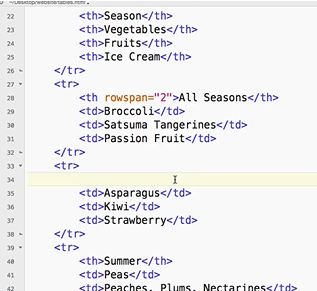 ~/Desktop/website/tables.html
22 <th>Season</th>
23 <th>Vegetables</th>
24 <th>Fruits</th>
25 <th>Ice Cream</th>
26 </tr>
27 <tr>
28 <th rowspan="2">All Seasons</th>
29 <td>Broccoli</td>
30 <td>Satsuma Tangerines</td>
31 <td>Passion Fruit</td>
32 </tr>
33 <tr>
34
35 <td>Asparagus</td>
36 <td>Kiwi</td>
37 <td>Strawberry</td>
38 </tr>
39 <tr>
40 <th>Summer</th>
41 <td>Peas</td>
42 <td>Peaches, Plums, Nectarines</td>